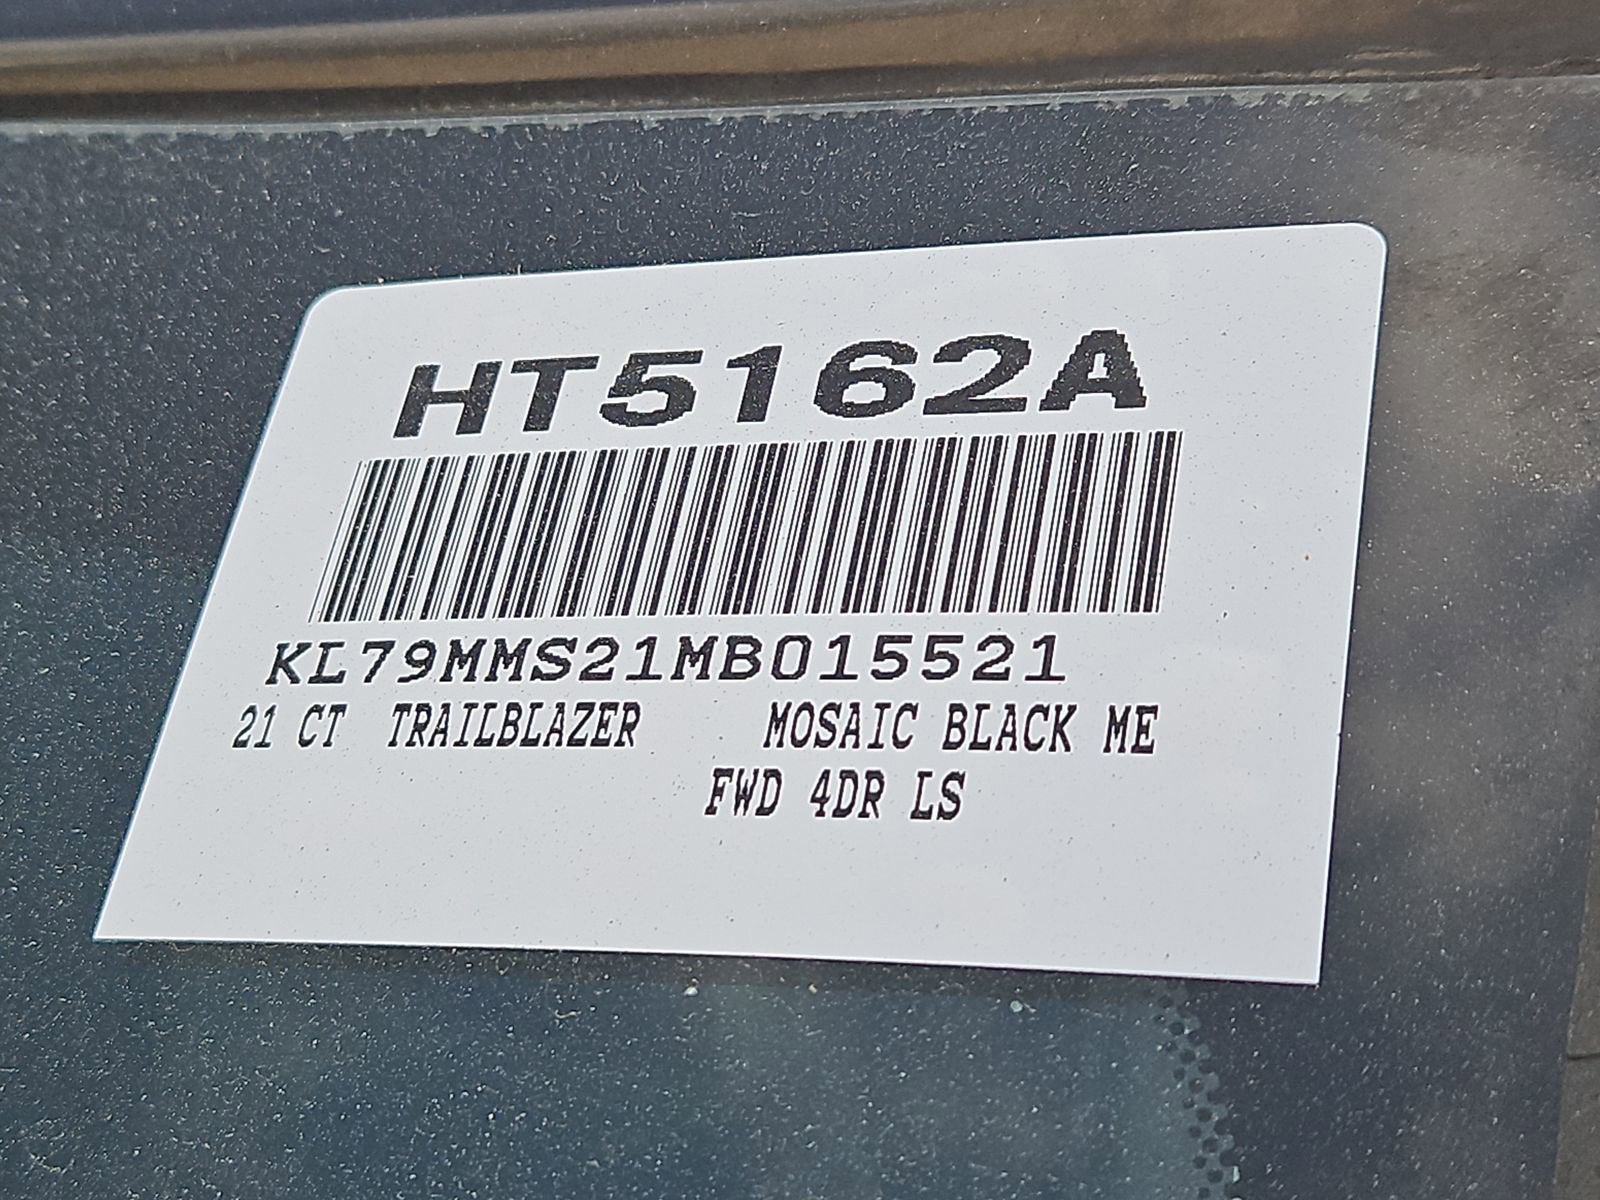 HT5162A
KL79MMS21MB015521
21 CT TRAILBLAZER MOSAIC BLACK ME
FWD 4DR LS